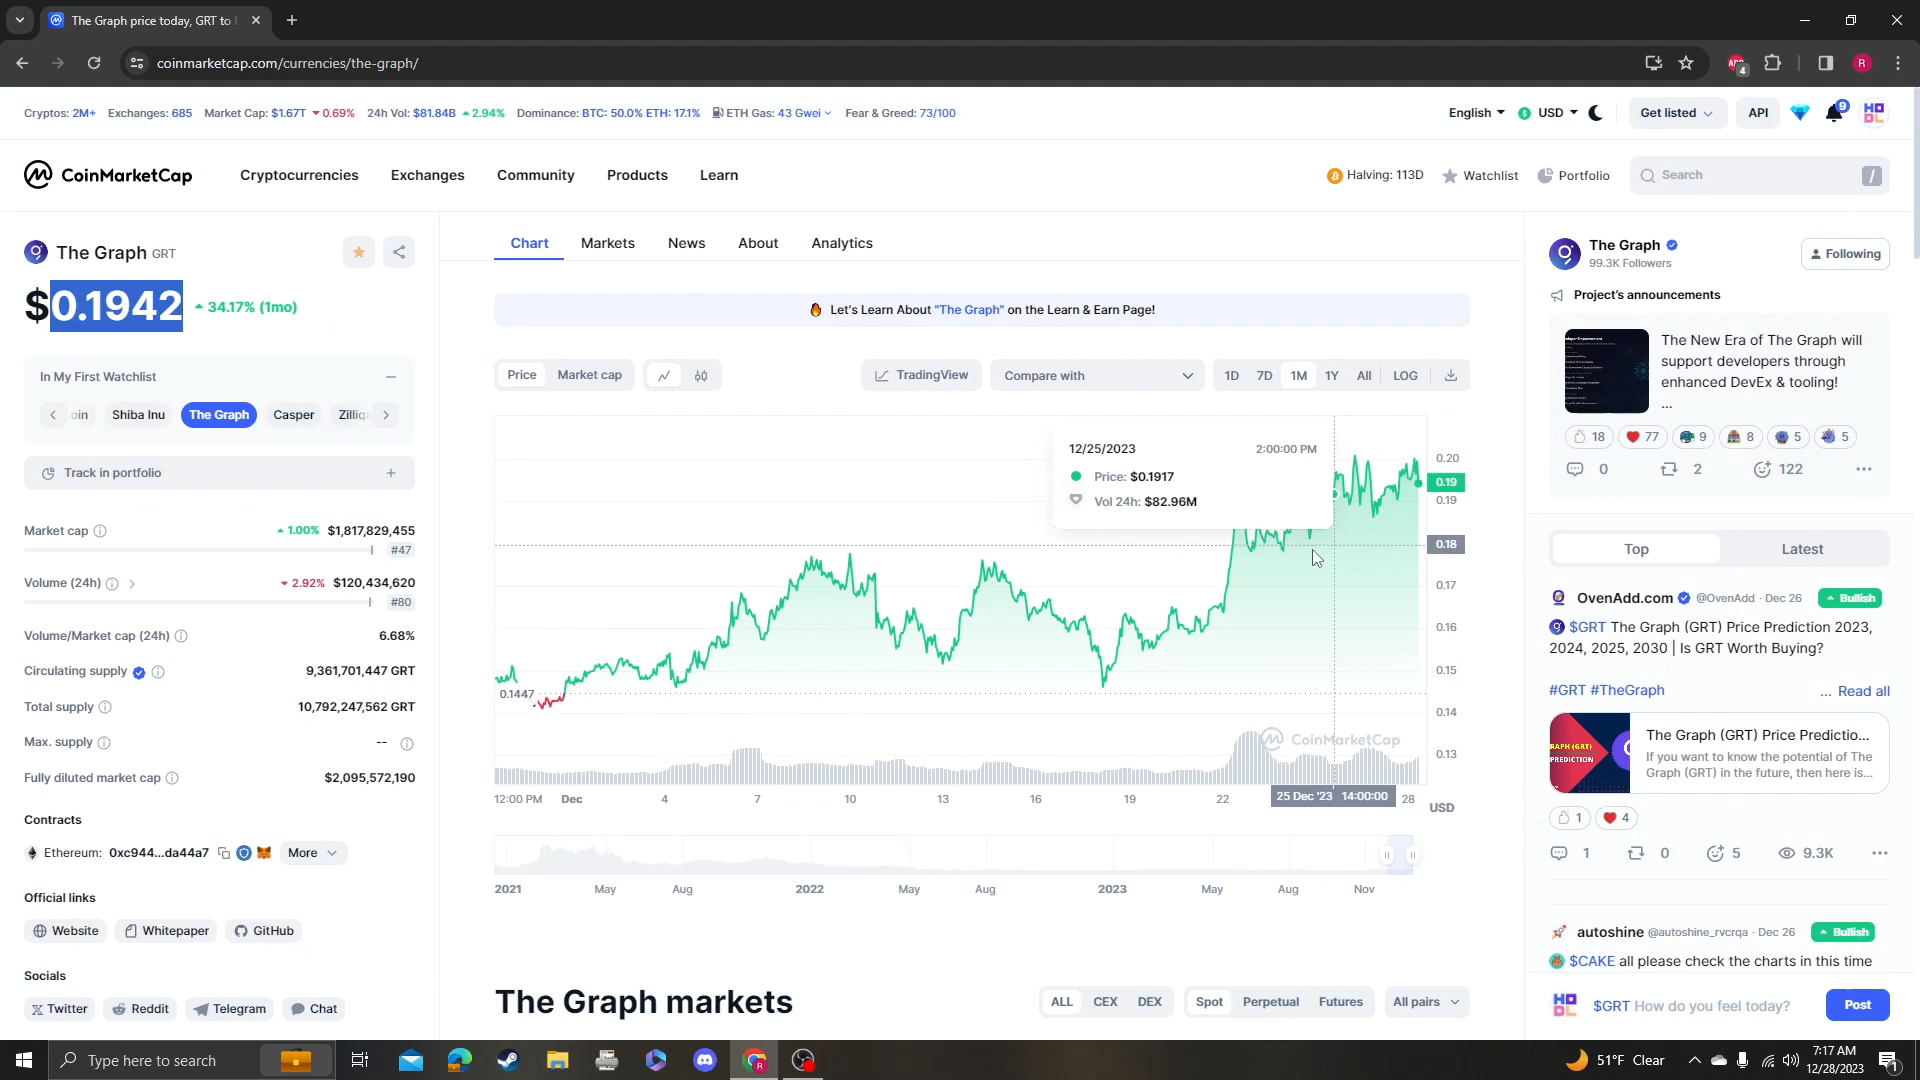 The Graph price today, GRT to
coinmarketcap.com/currencies/the-graph/
4
R
Cryptos: 2M+ Exchanges: 685 Market Cap: $1.67T 0.69% 24h Vol: $81.84B 2.94% Dominance: BTC: 50.0% ETH: 17.1% ETH Gas: 43 Gwei Fear & Greed: 73/100
English USD Get listed API 9
CoinMarketCap Cryptocurrencies Exchanges Community Products Learn
Halving: 113D Watchlist Portfolio Search /
The Graph GRT
$0.1942 34.17% (1mo)
In My First Watchlist
oin Shiba Inu The Graph Casper Zilliqa
Track in portfolio +
Market cap 1.00% $1,817,829,455
#47
Volume (24h) 2.92% $120,434,620
#80
Volume/Market cap (24h) 6.68%
Circulating supply 9,361,701,447 GRT
Total supply 10,792,247,562 GRT
Max. supply --
Fully diluted market cap $2,095,572,190
Contracts
Ethereum: 0xc944...da44a7 More
Official links
Website Whitepaper GitHub
Socials
Twitter Reddit Telegram Chat
Chart Markets News About Analytics
Let's Learn About "The Graph" on the Learn & Earn Page!
Price Market cap TradingView Compare with 1D 7D 1M 1Y All LOG
12/25/2023 2:00:00 PM
Price: $0.1917
Vol 24h: $82.96M
0.20
0.19
0.19
0.18
0.17
0.16
0.15
0.1447
0.14
0.13
CoinMarketCap
12:00 PM Dec 4 7 10 13 16 19 22 25 Dec '23 14:00:00 28
USD
2021 May Aug 2022 May Aug 2023 May Aug Nov
The Graph markets
ALL CEX DEX Spot Perpetual Futures All pairs
The Graph
99.3K Followers
Following
Project's announcements
The New Era of The Graph will
support developers through
enhanced DevEx & tooling!
...
18 77 9 8 5 5
0 2 122
Top Latest
OvenAdd.com @OvenAdd · Dec 26 Bullish
$GRT The Graph (GRT) Price Prediction 2023,
2024, 2025, 2030 | Is GRT Worth Buying?
#GRT #TheGraph
... Read all
RAPH (GRT)
PREDICTION
The Graph (GRT) Price Predictio...
If you want to know the potential of The
Graph (GRT) in the future, then here is...
1 4
1 0 5 9.3K
autoshine @autoshine_rvcrqa · Dec 26 Bullish
$CAKE all please check the charts in this time
$GRT How do you feel today? Post
Type here to search
51°F Clear
7:17 AM
12/28/2023
1